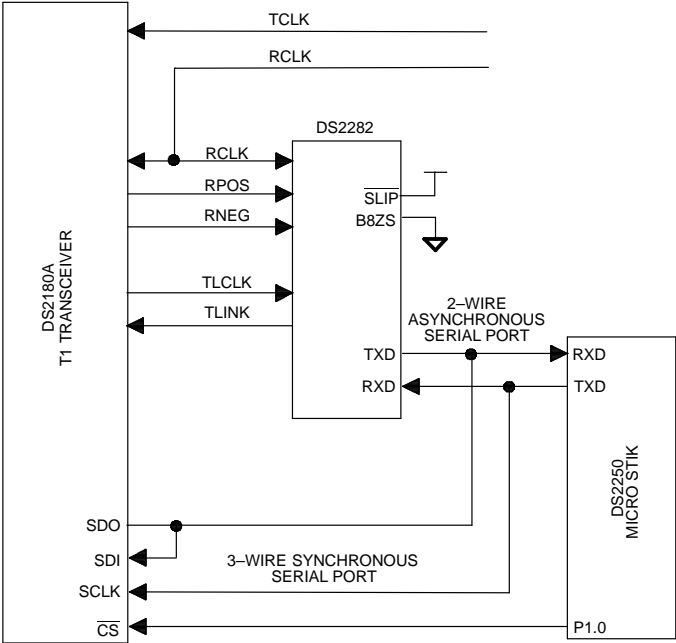 TCLK
RCLK
DS2282
RCLK
RPOS
RNEG
SLIP
B8ZS
DS2180A
T1 TRANSCEIVER
TLCLK
TLINK
2–WIRE
ASYNCHRONOUS
SERIAL PORT
TXD
RXD
RXD
TXD
DS2250
MICRO STIK
SDO
SDI
3–WIRE SYNCHRONOUS
SERIAL PORT
SCLK
CS
P1.0